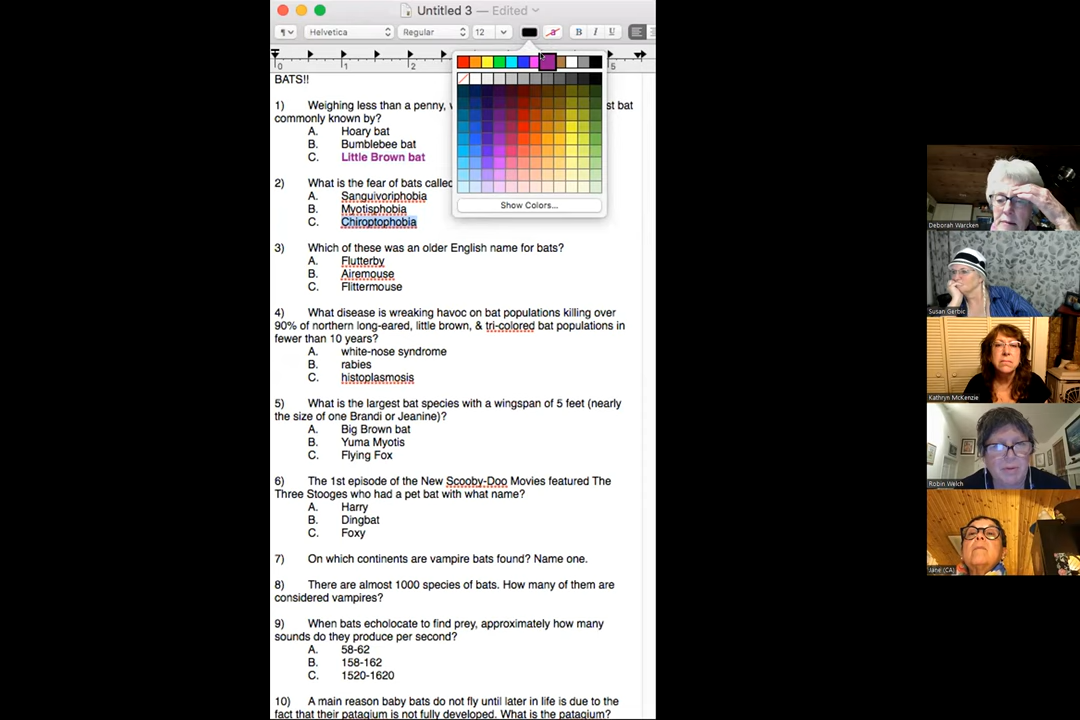 Untitled 3 — Edited
¶ Helvetica Regular 12 a B I U
0 1 2 5
BATS!!
1) Weighing less than a penny, st bat
commonly known by?
A. Hoary bat
B. Bumblebee bat
C. Little Brown bat
2) What is the fear of bats called
A. Sanguivoriphobia
B. Myotisphobia
C. Chiroptophobia
Show Colors...
3) Which of these was an older English name for bats?
A. Flutterby
B. Airemouse
C. Flittermouse
4) What disease is wreaking havoc on bat populations killing over
90% of northern long-eared, little brown, & tri-colored bat populations in
fewer than 10 years?
A. white-nose syndrome
B. rabies
C. histoplasmosis
5) What is the largest bat species with a wingspan of 5 feet (nearly
the size of one Brandi or Jeanine)?
A. Big Brown bat
B. Yuma Myotis
C. Flying Fox
6) The 1st episode of the New Scooby-Doo Movies featured The
Three Stooges who had a pet bat with what name?
A. Harry
B. Dingbat
C. Foxy
7) On which continents are vampire bats found? Name one.
8) There are almost 1000 species of bats. How many of them are
considered vampires?
9) When bats echolocate to find prey, approximately how many
sounds do they produce per second?
A. 58-62
B. 158-162
C. 1520-1620
10) A main reason baby bats do not fly until later in life is due to the
fact that their patagium is not fully developed. What is the patagium?
Deborah Warcken
Susan Gerbic
Kathryn McKenzie
Robin Welch
Jane (CA)